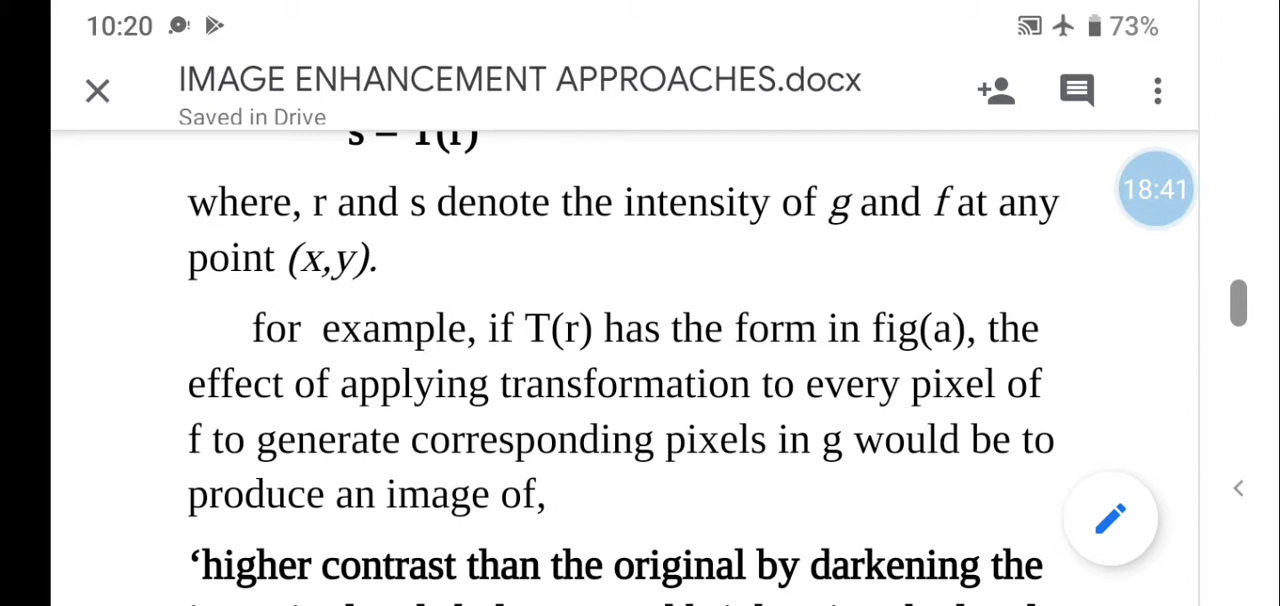 10:20 73%
IMAGE ENHANCEMENT APPROACHES.docx
Saved in Drive
s = T(r)
where, r and s denote the intensity of g and f at any
18:41
point (x,y).
for example, if T(r) has the form in fig(a), the
effect of applying transformation to every pixel of
f to generate corresponding pixels in g would be to
produce an image of,
‘higher contrast than the original by darkening the